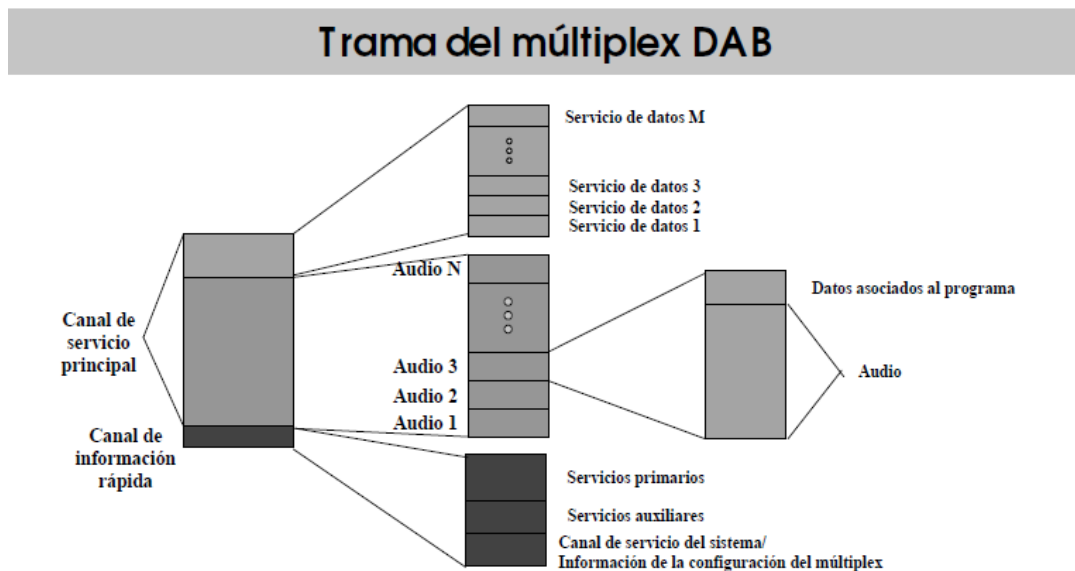 Trama del múltiplex DAB
Servicio de datos M
Servicio de datos 3
Servicio de datos 2
Servicio de datos 1
Audio N
Datos asociados al programa
Canal de
servicio
principal
Audio 3
Audio
Audio 2
Audio 1
Canal de
información
rápida
Servicios primarios
Servicios auxiliares
Canal de servicio del sistema/
Información de la configuración del múltiplex